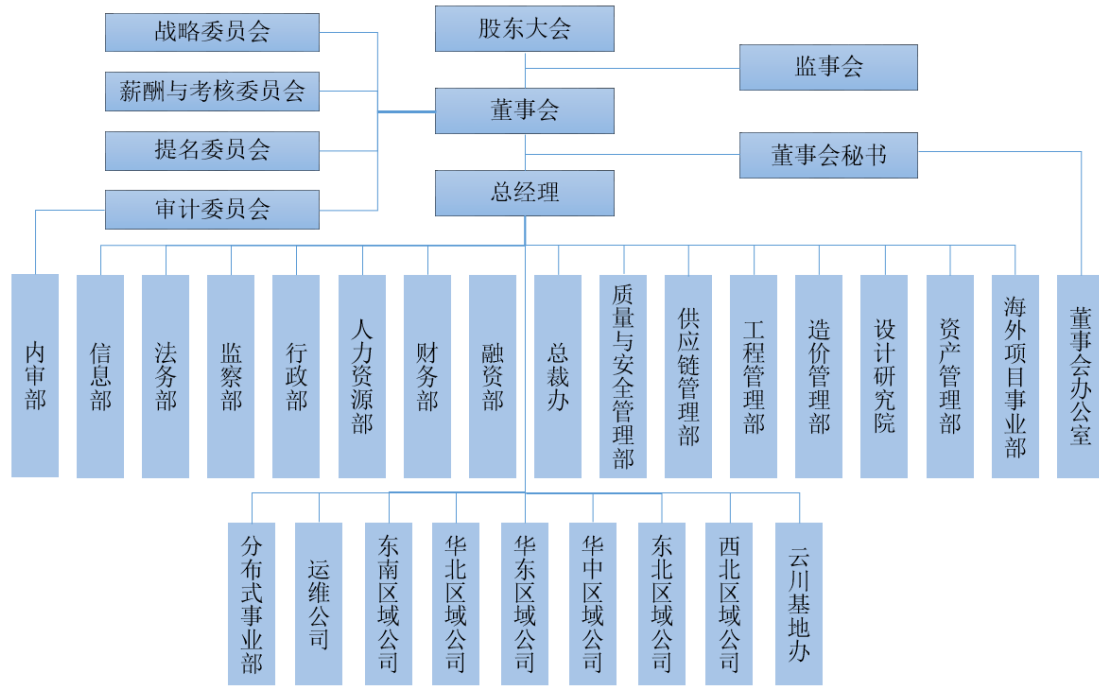 战略委员会
股东大会
监事会
薪酬与考核委员会
董事会
提名委员会
董事会秘书
总经理
审计委员会
内审部
信息部
法务部
监察部
行政部
人力资源部
财务部
融资部
总裁办
质量与安全管理部
供应链管理部
工程管理部
造价管理部
设计研究院
资产管理部
海外项目事业部
董事会办公室
分布式事业部
运维公司
东南区域公司
华北区域公司
华东区域公司
华中区域公司
东北区域公司
西北区域公司
云川基地办